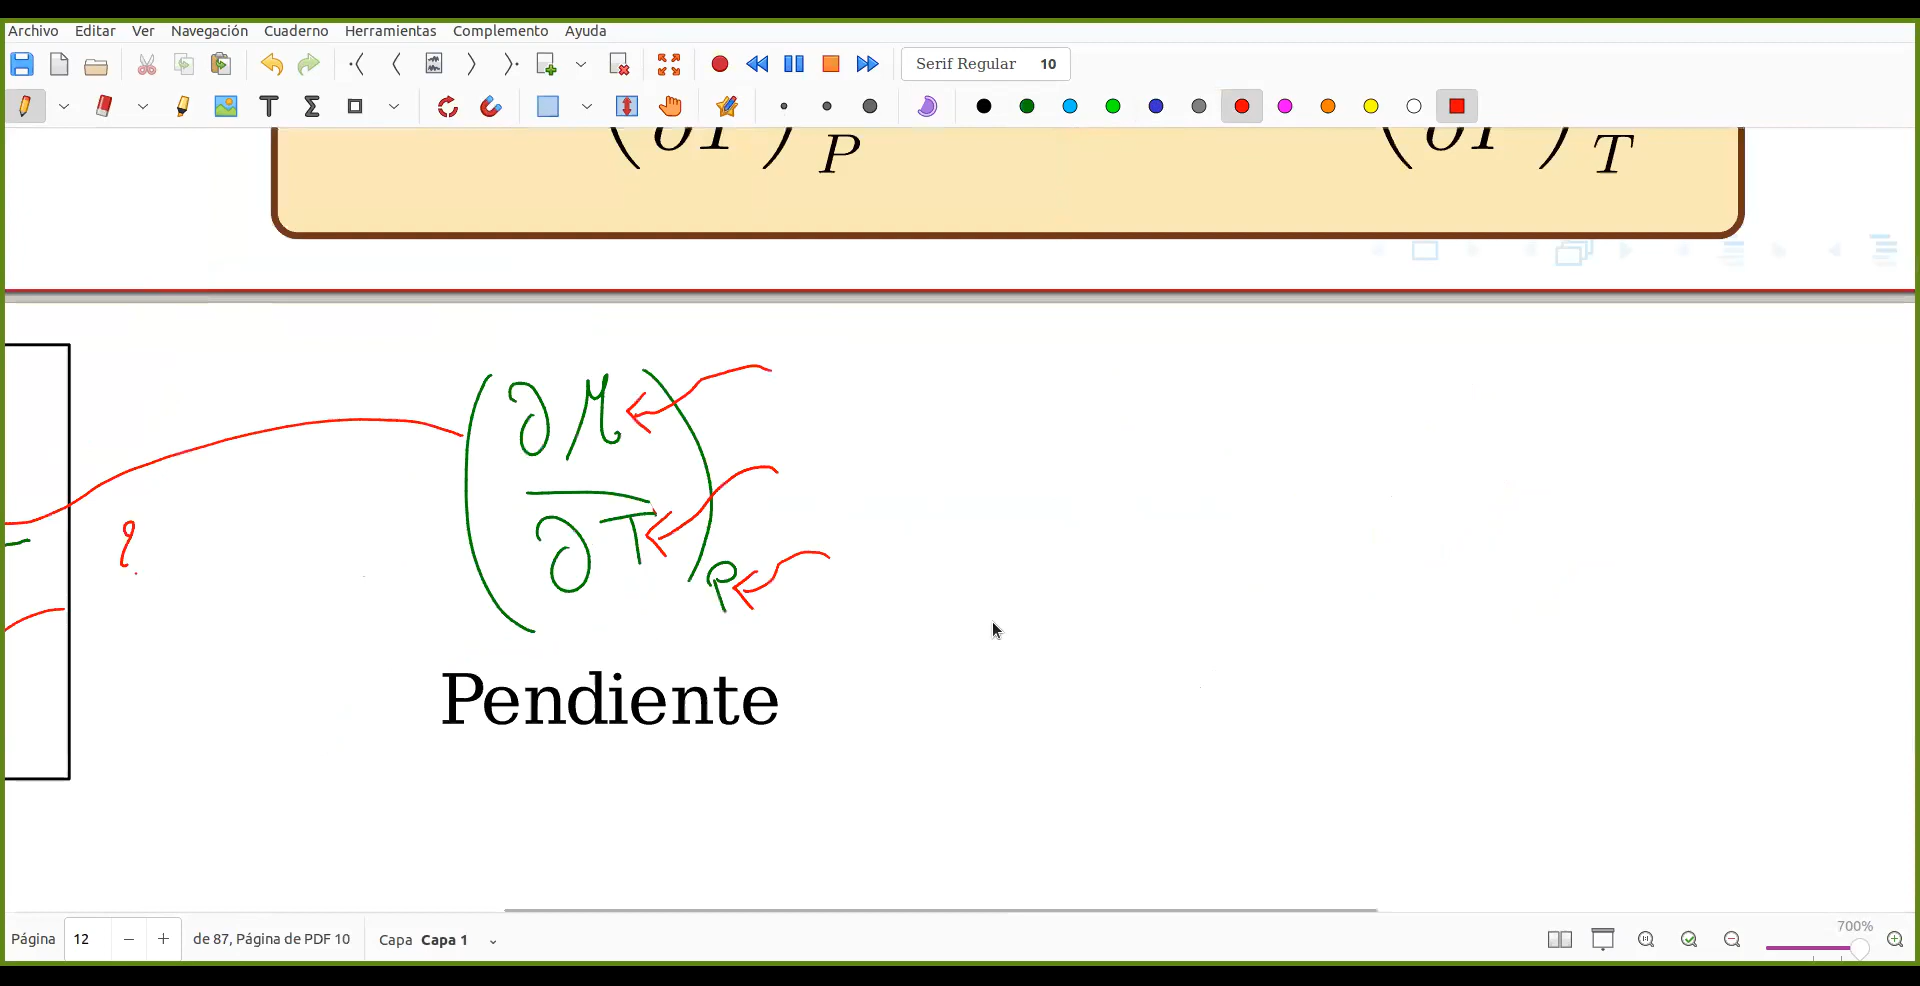 Archivo Editar Ver Navegación Cuaderno Herramientas Complemento Ayuda
Serif Regular 10
P T
( ∂μ / ∂T )P
?
Pendiente
Página 12 de 87, Página de PDF 10 Capa Capa 1
700%